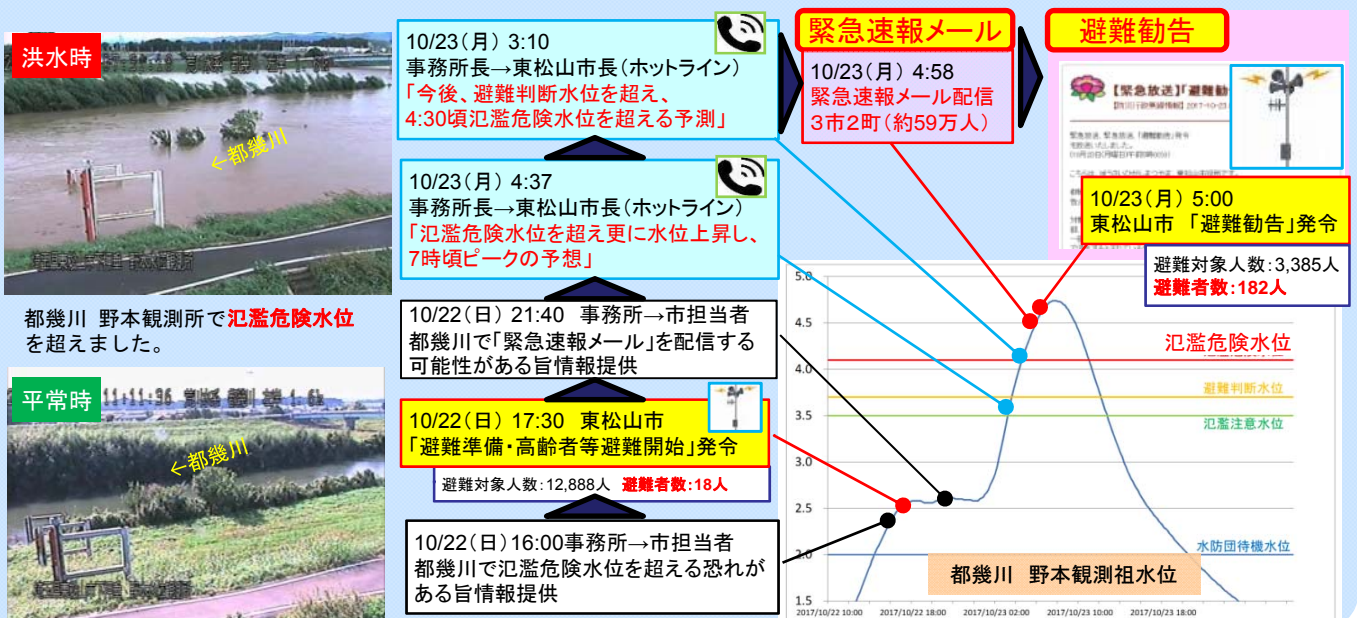 洪水時
←都幾川
都幾川 野本観測所で氾濫危険水位
を超えました。
平常時
←都幾川
10/23(月) 3:10
事務所長→東松山市長(ホットライン)
「今後、避難判断水位を超え、
4:30頃氾濫危険水位を超える予測」
10/23(月) 4:37
事務所長→東松山市長(ホットライン)
「氾濫危険水位を超え更に水位上昇し、
7時頃ピークの予想」
10/22(日) 21:40 事務所→市担当者
都幾川で「緊急速報メール」を配信する
可能性がある旨情報提供
10/22(日) 17:30 東松山市
「避難準備・高齢者等避難開始」発令
避難対象人数:12,888人 避難者数:18人
10/22(日)16:00事務所→市担当者
都幾川で氾濫危険水位を超える恐れが
ある旨情報提供
緊急速報メール
10/23(月) 4:58
緊急速報メール配信
3市2町(約59万人)
避難勧告
【緊急放送】「避難勧
10/23(月) 5:00
東松山市 「避難勧告」発令
避難対象人数:3,385人
避難者数:182人
5.0
4.5
4.0
3.5
3.0
2.5
2.0
1.5
氾濫危険水位
避難判断水位
氾濫注意水位
水防団待機水位
都幾川 野本観測祖水位
2017/10/22 10:00
2017/10/22 18:00
2017/10/23 02:00
2017/10/23 10:00
2017/10/23 18:00